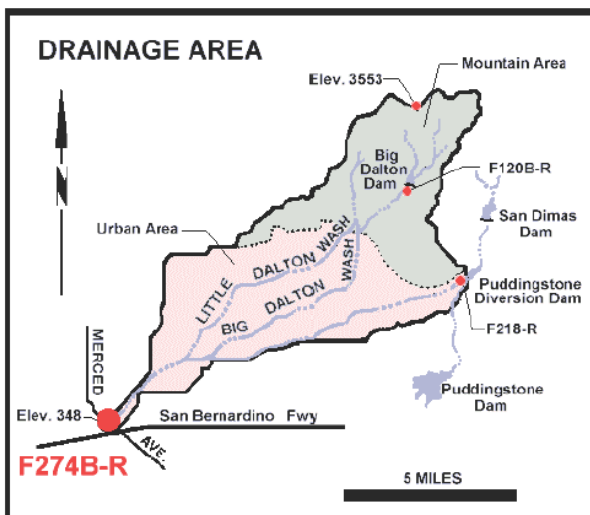 DRAINAGE AREA
Mountain Area
Elev. 3553
Big
Dalton
Dam
F120B-R
San Dimas
Dam
Urban Area
LITTLE DALTON WASH
BIG DALTON WASH
Puddingstone
Diversion Dam
F218-R
N
MERCED
AVE.
Elev. 348
San Bernardino Fwy
Puddingstone
Dam
F274B-R
5 MILES